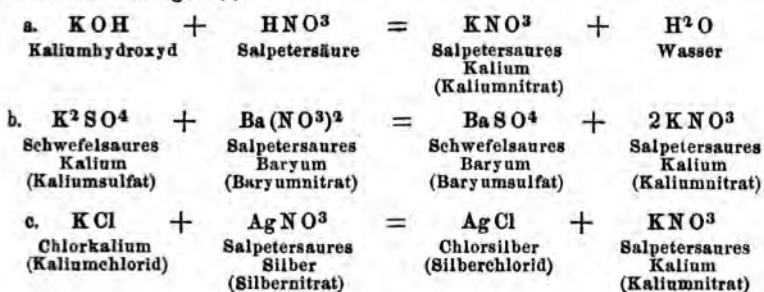 a. KOH + HNO³ = KNO³ + H²O
Kaliumhydroxyd Salpetersäure Salpetersaures Wasser
Kalium
(Kaliumnitrat)
b. K²SO⁴ + Ba(NO³)² = BaSO⁴ + 2KNO³
Schwefelsaures Salpetersaures Schwefelsaures Salpetersaures
Kalium Baryum Baryum Kalium
(Kaliumsulfat) (Baryumnitrat) (Baryumsulfat) (Kaliumnitrat)
c. KCl + AgNO³ = AgCl + KNO³
Chlorkalium Salpetersaures Chlorsilber Salpetersaures
(Kaliumchlorid) Silber (Silberchlorid) Kalium
(Silbernitrat) (Kaliumnitrat)